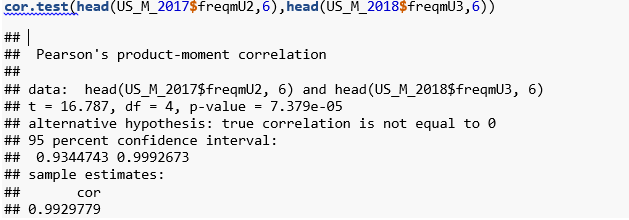 cor.test(head(US_M_2017$freqmU2,6),head(US_M_2018$freqmU3,6))
##
##  Pearson's product-moment correlation
##
## data:  head(US_M_2017$freqmU2, 6) and head(US_M_2018$freqmU3, 6)
## t = 16.787, df = 4, p-value = 7.379e-05
## alternative hypothesis: true correlation is not equal to 0
## 95 percent confidence interval:
##  0.9344743 0.9992673
## sample estimates:
##       cor
## 0.9929779